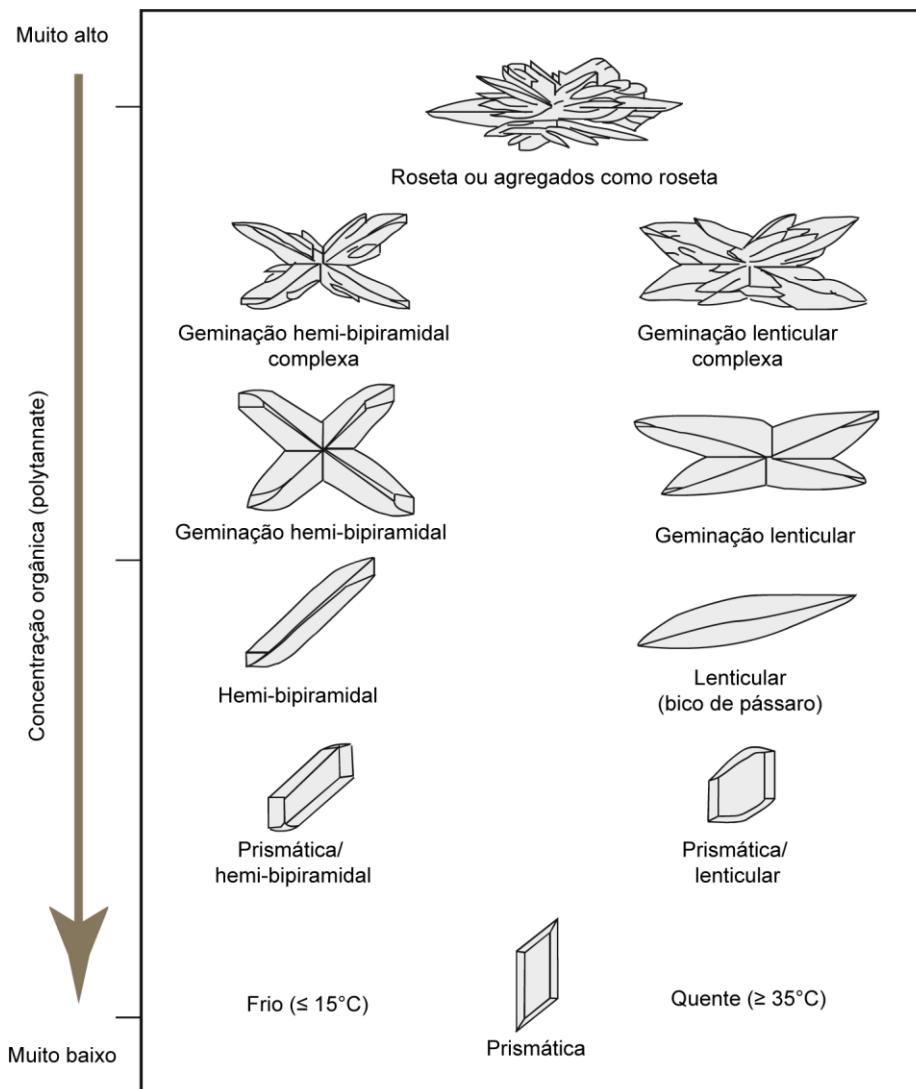 Muito alto
Concentração orgânica (polytannate)
Muito baixo
Roseta ou agregados como roseta
Geminação hemi-bipiramidal
complexa
Geminação lenticular
complexa
Geminação hemi-bipiramidal
Geminação lenticular
Hemi-bipiramidal
Lenticular
(bico de pássaro)
Prismática/
hemi-bipiramidal
Prismática/
lenticular
Frio (≤ 15°C)
Quente (≥ 35°C)
Prismática